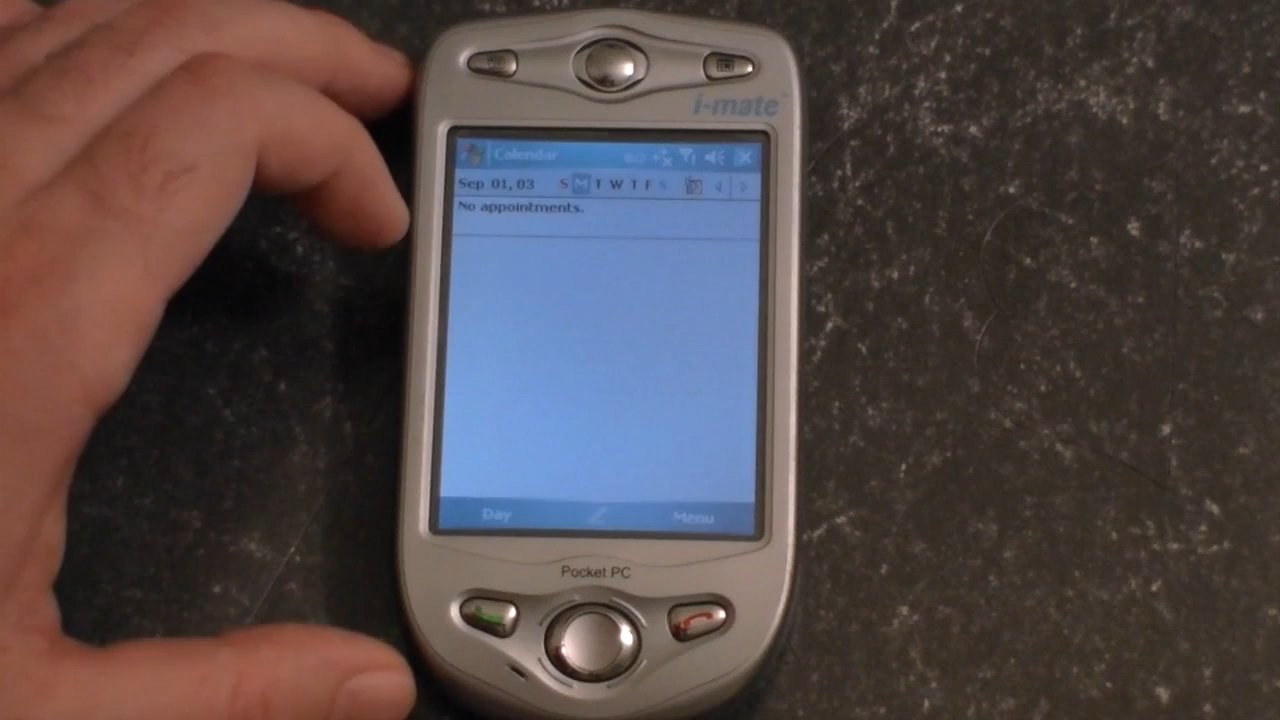 i-mate
Calendar
Sep 01, 03 S M T W T F S
No appointments.
Day Menu
Pocket PC